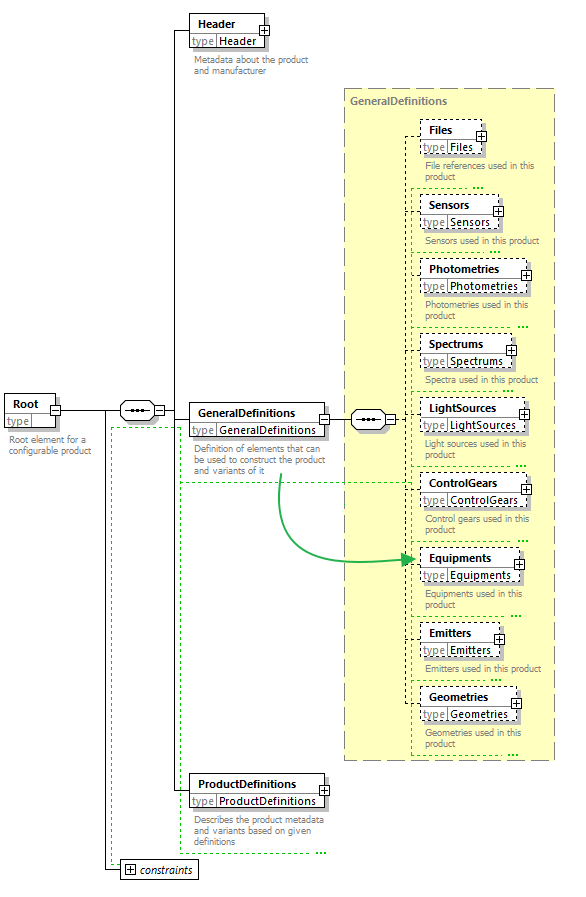 Header
type Header
Metadata about the product
and manufacturer
GeneralDefinitions
Files
type Files
File references used in this
product
Sensors
type Sensors
Sensors used in this product
Photometries
type Photometries
Photometries used in this
product
Spectrums
type Spectrums
Spectra used in this product
Root
type
Root element for a
configurable product
GeneralDefinitions
type GeneralDefinitions
Definition of elements that can
be used to construct the product
and variants of it
LightSources
type LightSources
Light sources used in this
product
ControlGears
type ControlGears
Control gears used in this
product
Equipments
type Equipments
Equipments used in this
product
Emitters
type Emitters
Emitters used in this product
Geometries
type Geometries
Geometries used in this
product
ProductDefinitions
type ProductDefinitions
Describes the product metadata
and variants based on given
definitions
constraints